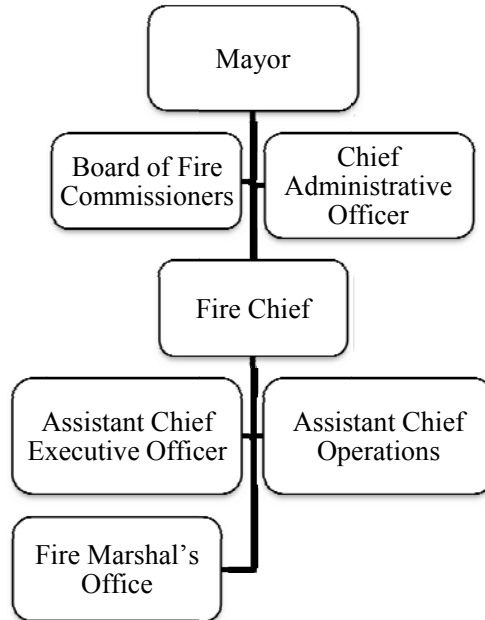 Mayor
Board of Fire
Commissioners
Chief
Administrative
Officer
Fire Chief
Assistant Chief
Executive Officer
Assistant Chief
Operations
Fire Marshal’s
Office